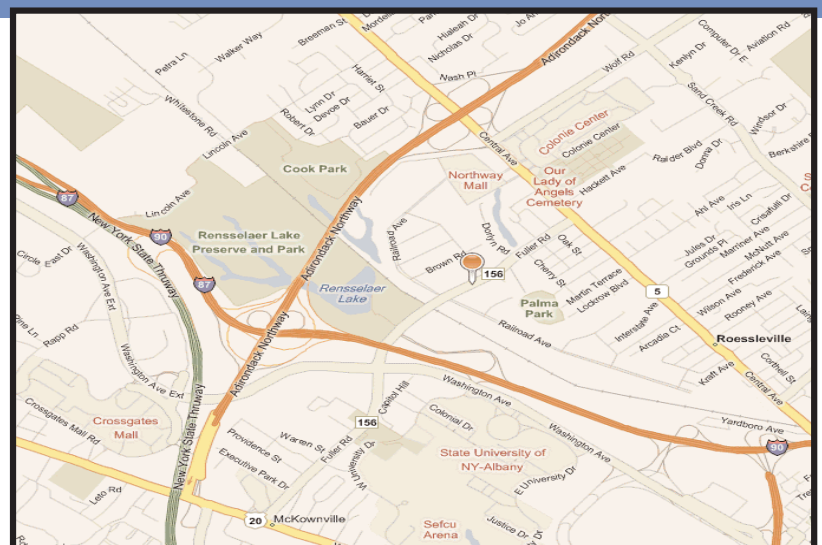 Breeman St
Hialeah Dr
Nicholas Dr
Walker Way
Petra Ln
Harriet St
Nash Pl
Adirondack North
Wolf Rd
Kenlyn Dr
Computer Dr E
Aviation Rd
Whitestone Rd
Lynn Dr
Devoe Dr
Robert Dr
Bauer Dr
Central Ave
Colonie Center
Colonie Center
Sand Creek Rd
Windsor Dr
Lincoln Ave
Raider Blvd
Donna Dr
Berkshire
Cook Park
Northway
Mall
Our
Lady of
Angels
Cemetery
Hackett Ave
87
Lincoln Ave
New York State Thruway
90
Rensselaer Lake
Preserve and Park
Adirondack Northway
Railroad Ave
Dorlyn Rd
Fuller Rd
Oak St
Cherry St
Ahl Ave
Iris Ln
Crisafulli Dr
Jules Dr
Grounds Pl
Marriner Ave
McNutt Ave
Frederick Ave
Circle
East Dr
Washington Ave Ext
87
Rensselaer
Lake
Brown Rd
156
Martin Terrace
Lockrow Blvd
5
Wilson Ave
Rooney Ave
Palma
Park
Interstate Ave
Arcadia Ct
Roessleville
Pine Ln
Rapp Rd
Adirondack Northway
Railroad Ave
Washington Ave Ext
Kraft Ave
Corthell St
Central Ave
Crossgates Mall Rd
Crossgates
Mall
New York State Thruway
Washington Ave
Capitol Hill
156
Colonial Dr
Washington Ave
Yardboro Ave
90
Providence St
Warren St
Fuller Rd
Executive Park Dr
W University Dr
State University of
NY-Albany
E University Dr
Leto Rd
20
McKownville
Sefcu
Arena
Justice Dr